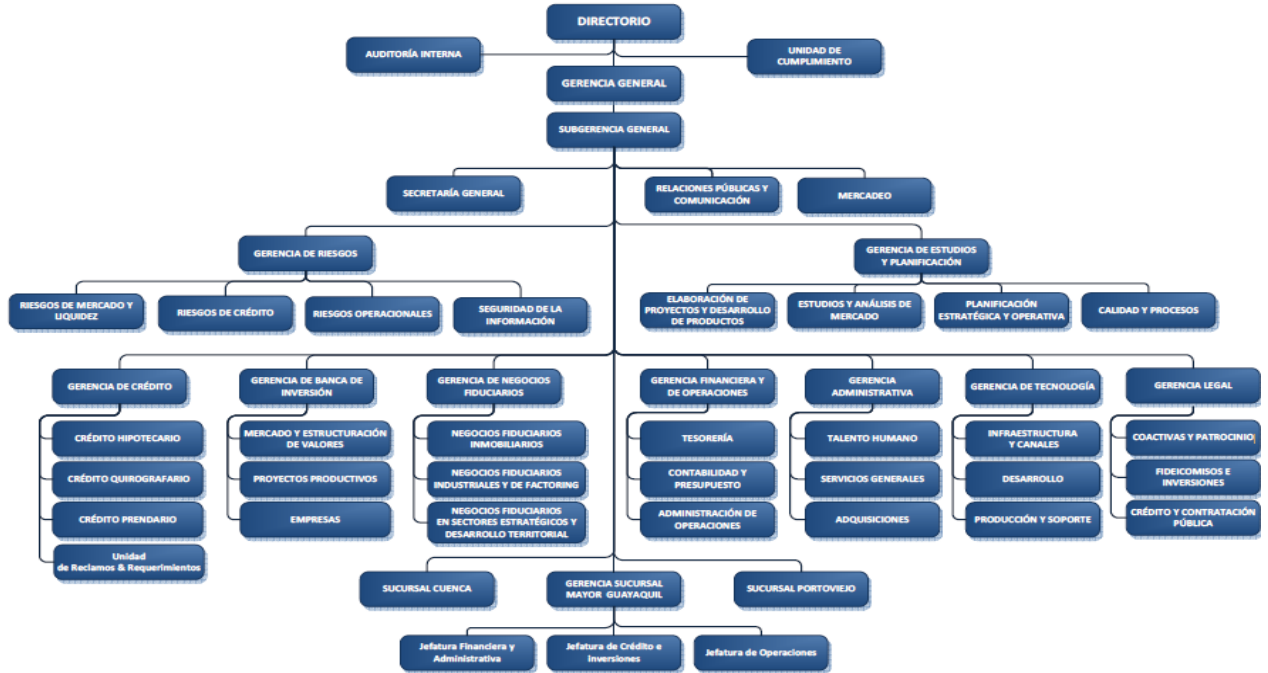 DIRECTORIO
AUDITORÍA INTERNA
UNIDAD DE
CUMPLIMIENTO
GERENCIA GENERAL
SUBGERENCIA GENERAL
SECRETARÍA GENERAL
RELACIONES PÚBLICAS Y
COMUNICACIÓN
MERCADEO
GERENCIA DE RIESGOS
GERENCIA DE ESTUDIOS
Y PLANIFICACIÓN
RIESGOS DE MERCADO Y
LIQUIDEZ
RIESGOS DE CRÉDITO
RIESGOS OPERACIONALES
SEGURIDAD DE LA
INFORMACIÓN
ELABORACIÓN DE
PROYECTOS Y DESARROLLO
DE PRODUCTOS
ESTUDIOS Y ANÁLISIS DE
MERCADO
PLANIFICACIÓN
ESTRATÉGICA Y OPERATIVA
CALIDAD Y PROCESOS
GERENCIA DE CRÉDITO
CRÉDITO HIPOTECARIO
CRÉDITO QUIROGRAFARIO
CRÉDITO PRENDARIO
Unidad
de Reclamos & Requerimientos
GERENCIA DE BANCA DE
INVERSIÓN
MERCADO Y ESTRUCTURACIÓN
DE VALORES
PROYECTOS PRODUCTIVOS
EMPRESAS
GERENCIA DE NEGOCIOS
FIDUCIARIOS
NEGOCIOS FIDUCIARIOS
INMOBILIARIOS
NEGOCIOS FIDUCIARIOS
INDUSTRIALES Y DE FACTORING
NEGOCIOS FIDUCIARIOS
EN SECTORES ESTRATÉGICOS Y
DESARROLLO TERRITORIAL
GERENCIA FINANCIERA Y
DE OPERACIONES
TESORERÍA
CONTABILIDAD Y
PRESUPUESTO
ADMINISTRACIÓN DE
OPERACIONES
GERENCIA
ADMINISTRATIVA
TALENTO HUMANO
SERVICIOS GENERALES
ADQUISICIONES
GERENCIA DE TECNOLOGÍA
INFRAESTRUCTURA
Y CANALES
DESARROLLO
PRODUCCIÓN Y SOPORTE
GERENCIA LEGAL
COACTIVAS Y PATROCINIO
FIDEICOMISOS E
INVERSIONES
CRÉDITO Y CONTRATACIÓN
PÚBLICA
SUCURSAL CUENCA
GERENCIA SUCURSAL
MAYOR GUAYAQUIL
SUCURSAL PORTOVIEJO
Jefatura Financiera y
Administrativa
Jefatura de Crédito e
Inversiones
Jefatura de Operaciones